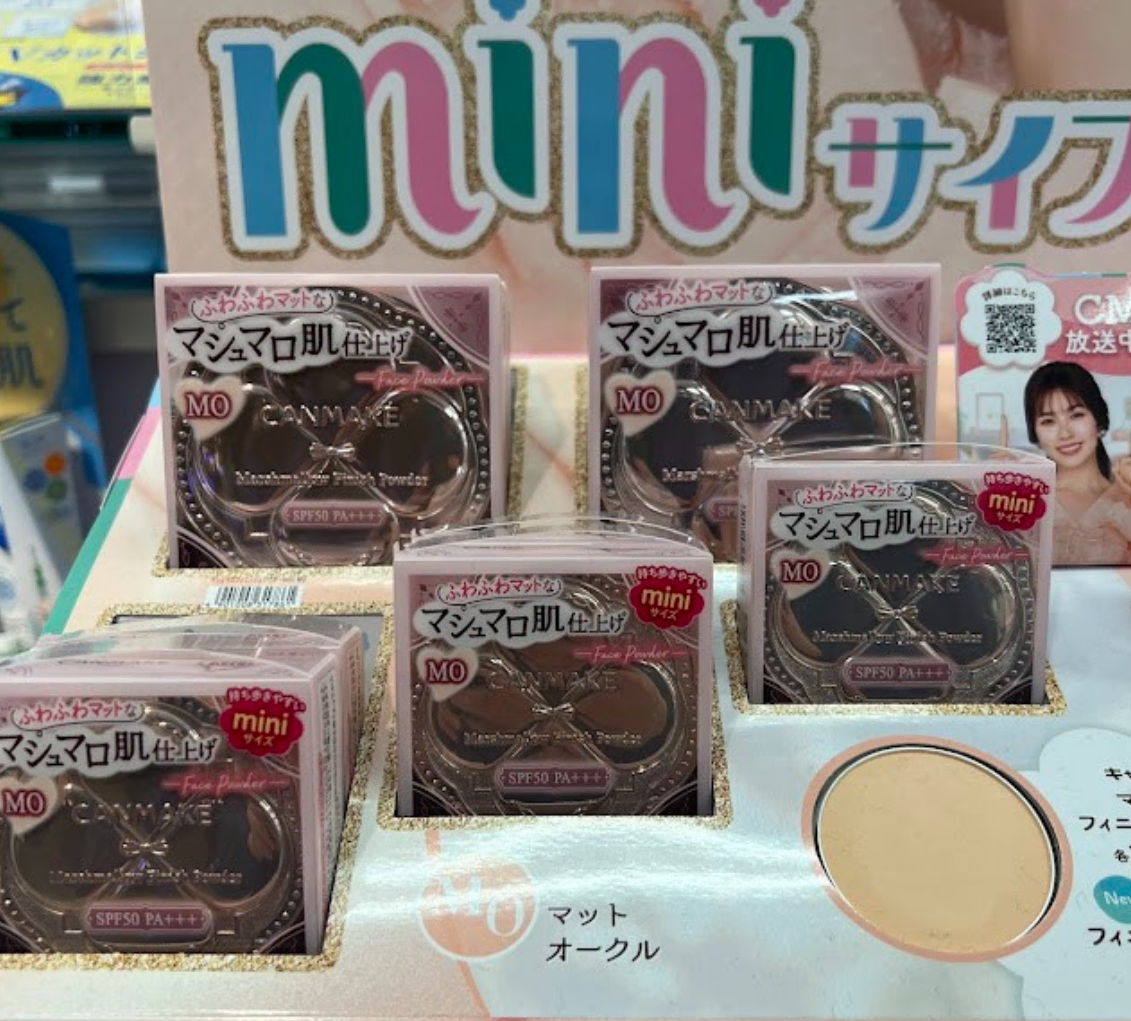 mini サイズ
ふわふわマットな
マシュマロ肌仕上げ
Face Powder
MO
CANMAKE
Marshmallow Finish Powder
SPF50 PA+++
ふわふわマットな
マシュマロ肌仕上げ
Face Powder
MO
CANMAKE
詳細はこちら
CM
放送中
ふわふわマットな
マシュマロ肌仕上げ
持ち歩きやすい
mini
サイズ
Face Powder
MO
CANMAKE
Marshmallow Finish Powder
SPF50 PA+++
ふわふわマットな
マシュマロ肌仕上げ
持ち歩きやすい
mini
サイズ
Face Powder
MO
CANMAKE
Marshmallow Finish Powder
SPF50 PA+++
ふわふわマットな
マシュマロ肌仕上げ
持ち歩きやすい
mini
サイズ
Face Powder
MO
CANMAKE
Marshmallow Finish Powder
SPF50 PA+++
MO
マット
オークル
New